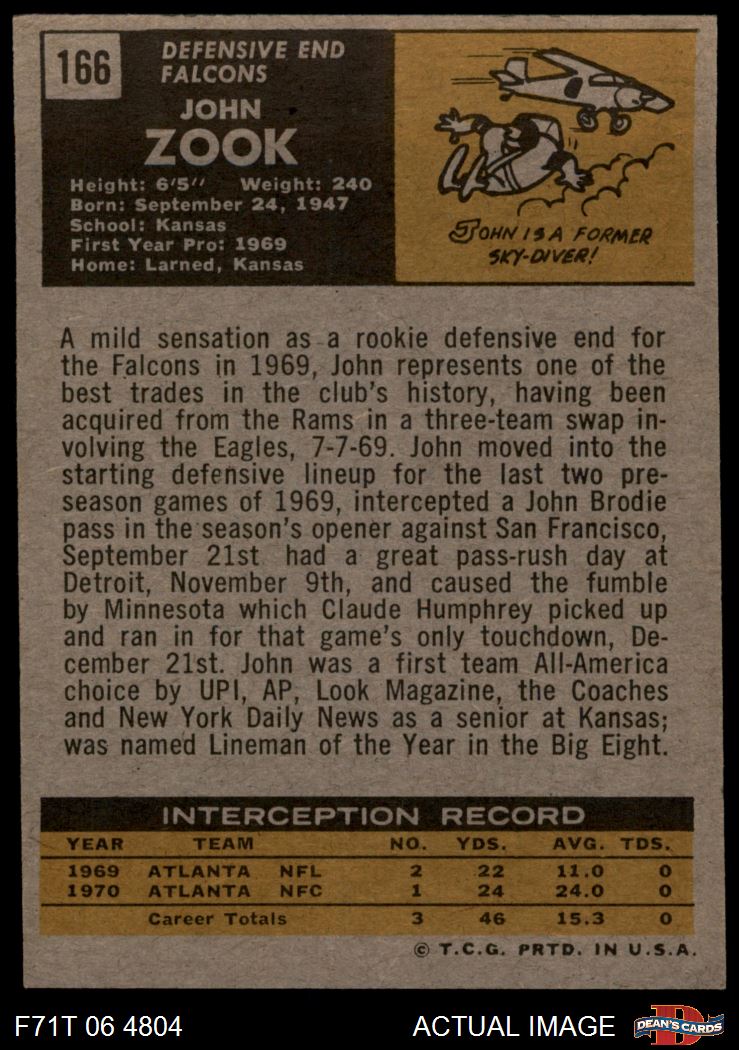 166
DEFENSIVE END
FALCONS
JOHN
ZOOK
Height: 6'5" Weight: 240
Born: September 24, 1947
School: Kansas
First Year Pro: 1969
Home: Larned, Kansas
JOHN IS A FORMER
SKY-DIVER!
A mild sensation as a rookie defensive end for
the Falcons in 1969, John represents one of the
best trades in the club's history, having been
acquired from the Rams in a three-team swap in-
volving the Eagles, 7-7-69. John moved into the
starting defensive lineup for the last two pre-
season games of 1969, intercepted a John Brodie
pass in the season's opener against San Francisco,
September 21st had a great pass-rush day at
Detroit, November 9th, and caused the fumble
by Minnesota which Claude Humphrey picked up
and ran in for that game's only touchdown, De-
cember 21st. John was a first team All-America
choice by UPI, AP, Look Magazine, the Coaches
and New York Daily News as a senior at Kansas;
was named Lineman of the Year in the Big Eight.
INTERCEPTION RECORD
YEAR TEAM NO. YDS. AVG. TDS.
1969 ATLANTA NFL 2 22 11.0 0
1970 ATLANTA NFC 1 24 24.0 0
Career Totals 3 46 15.3 0
© T.C.G. PRTD. IN U.S.A.
F71T 06 4804 ACTUAL IMAGE
D
DEAN'S CARDS